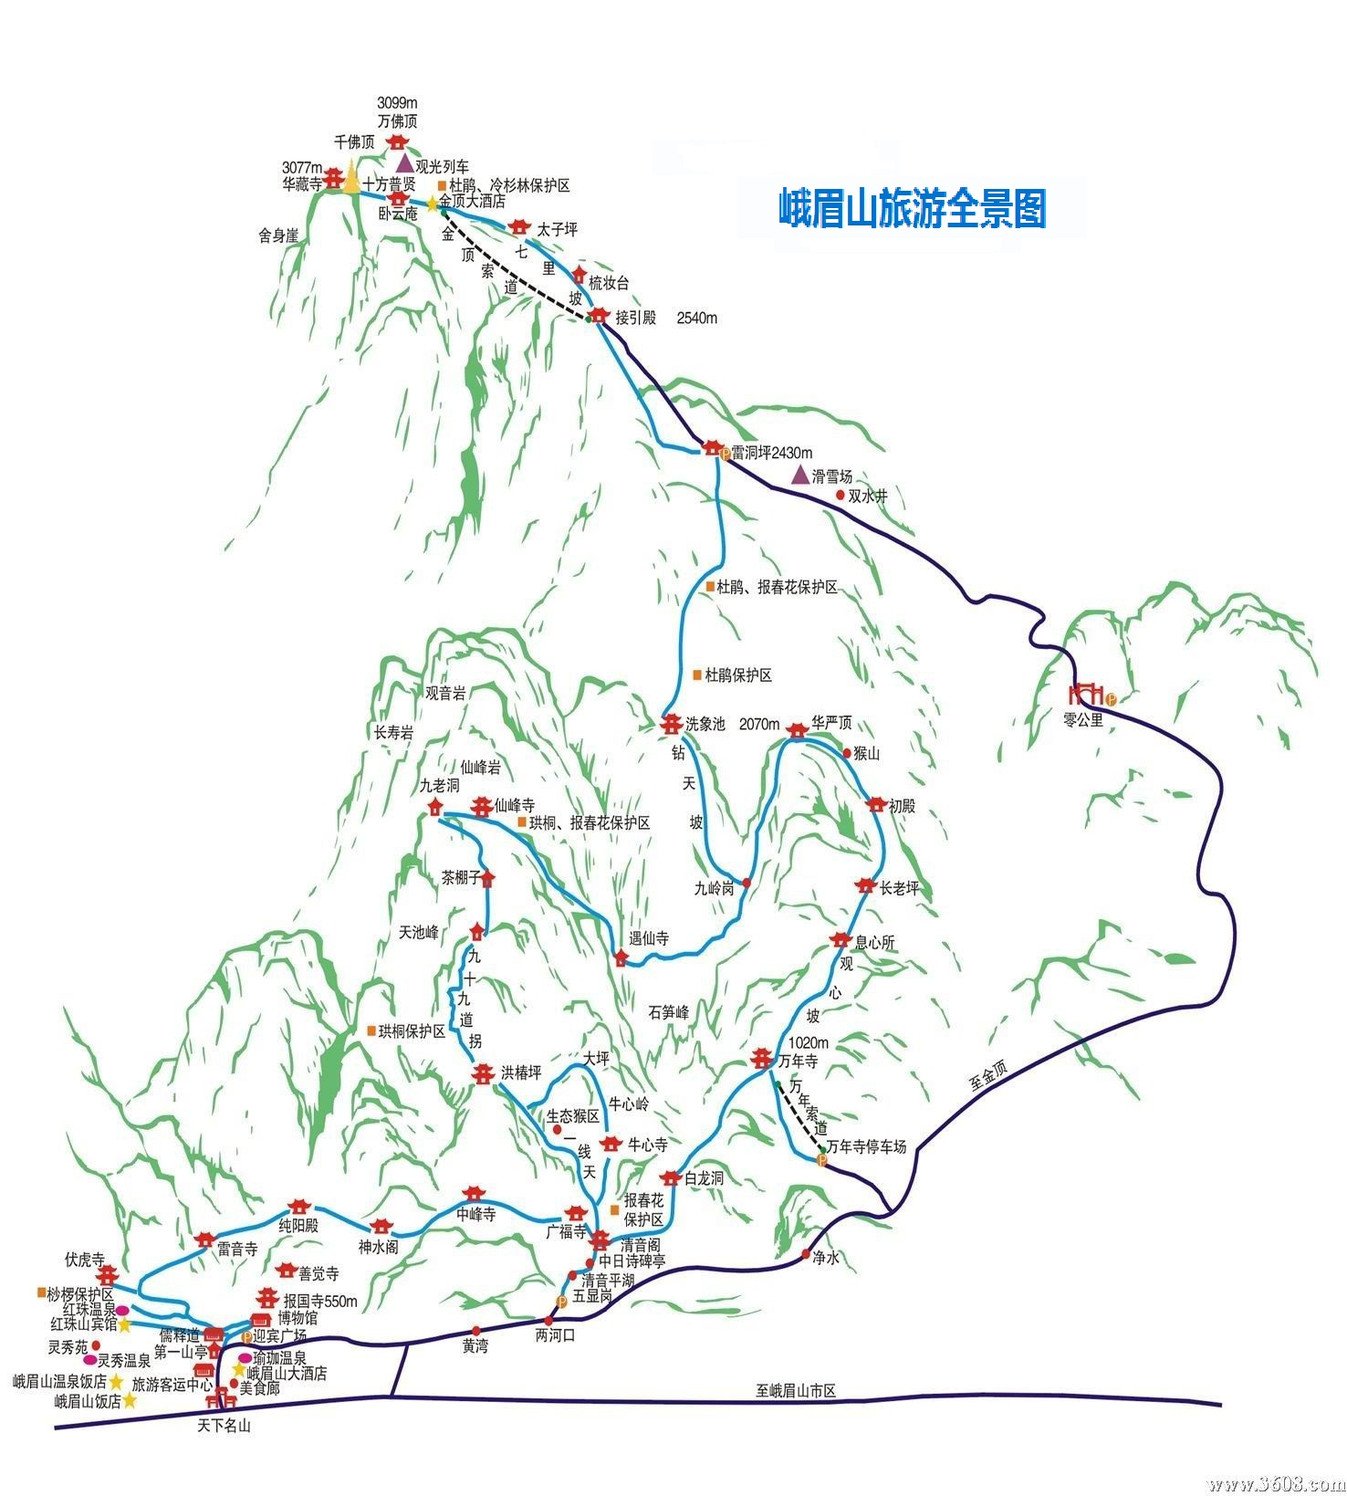 3099m
万佛顶
千佛顶
3077m
华藏寺
十方普贤
观光列车
杜鹃、冷杉林保护区
金顶大酒店
卧云庵
舍身崖
金顶索道
太子坪
七里坡
梳妆台
接引殿
2540m
峨眉山旅游全景图
雷洞坪2430m
滑雪场
双水井
杜鹃、报春花保护区
杜鹃保护区
零公里
观音岩
长寿岩
洗象池
2070m
华严顶
钻天坡
猴山
仙峰岩
九老洞
仙峰寺
珙桐、报春花保护区
初殿
茶棚子
九岭岗
长老坪
天池峰
遇仙寺
息心所
九十九道拐
观心坡
石笋峰
珙桐保护区
1020m
万年寺
洪椿坪
大坪
万年索道
至金顶
牛心岭
生态猴区
一线天
牛心寺
万年寺停车场
白龙洞
报春花
保护区
纯阳殿
中峰寺
广福寺
雷音寺
神水阁
清音阁
中日诗碑亭
净水
伏虎寺
善觉寺
清音平湖
桫椤保护区
报国寺550m
五显岗
红珠温泉
博物馆
红珠山宾馆
儒释道
迎宾广场
黄湾
两河口
灵秀苑
第一山亭
灵秀温泉
瑜珈温泉
峨眉山大酒店
峨眉山温泉饭店
旅游客运中心
美食廊
峨眉山饭店
至峨眉山市区
天下名山
www.3608.com